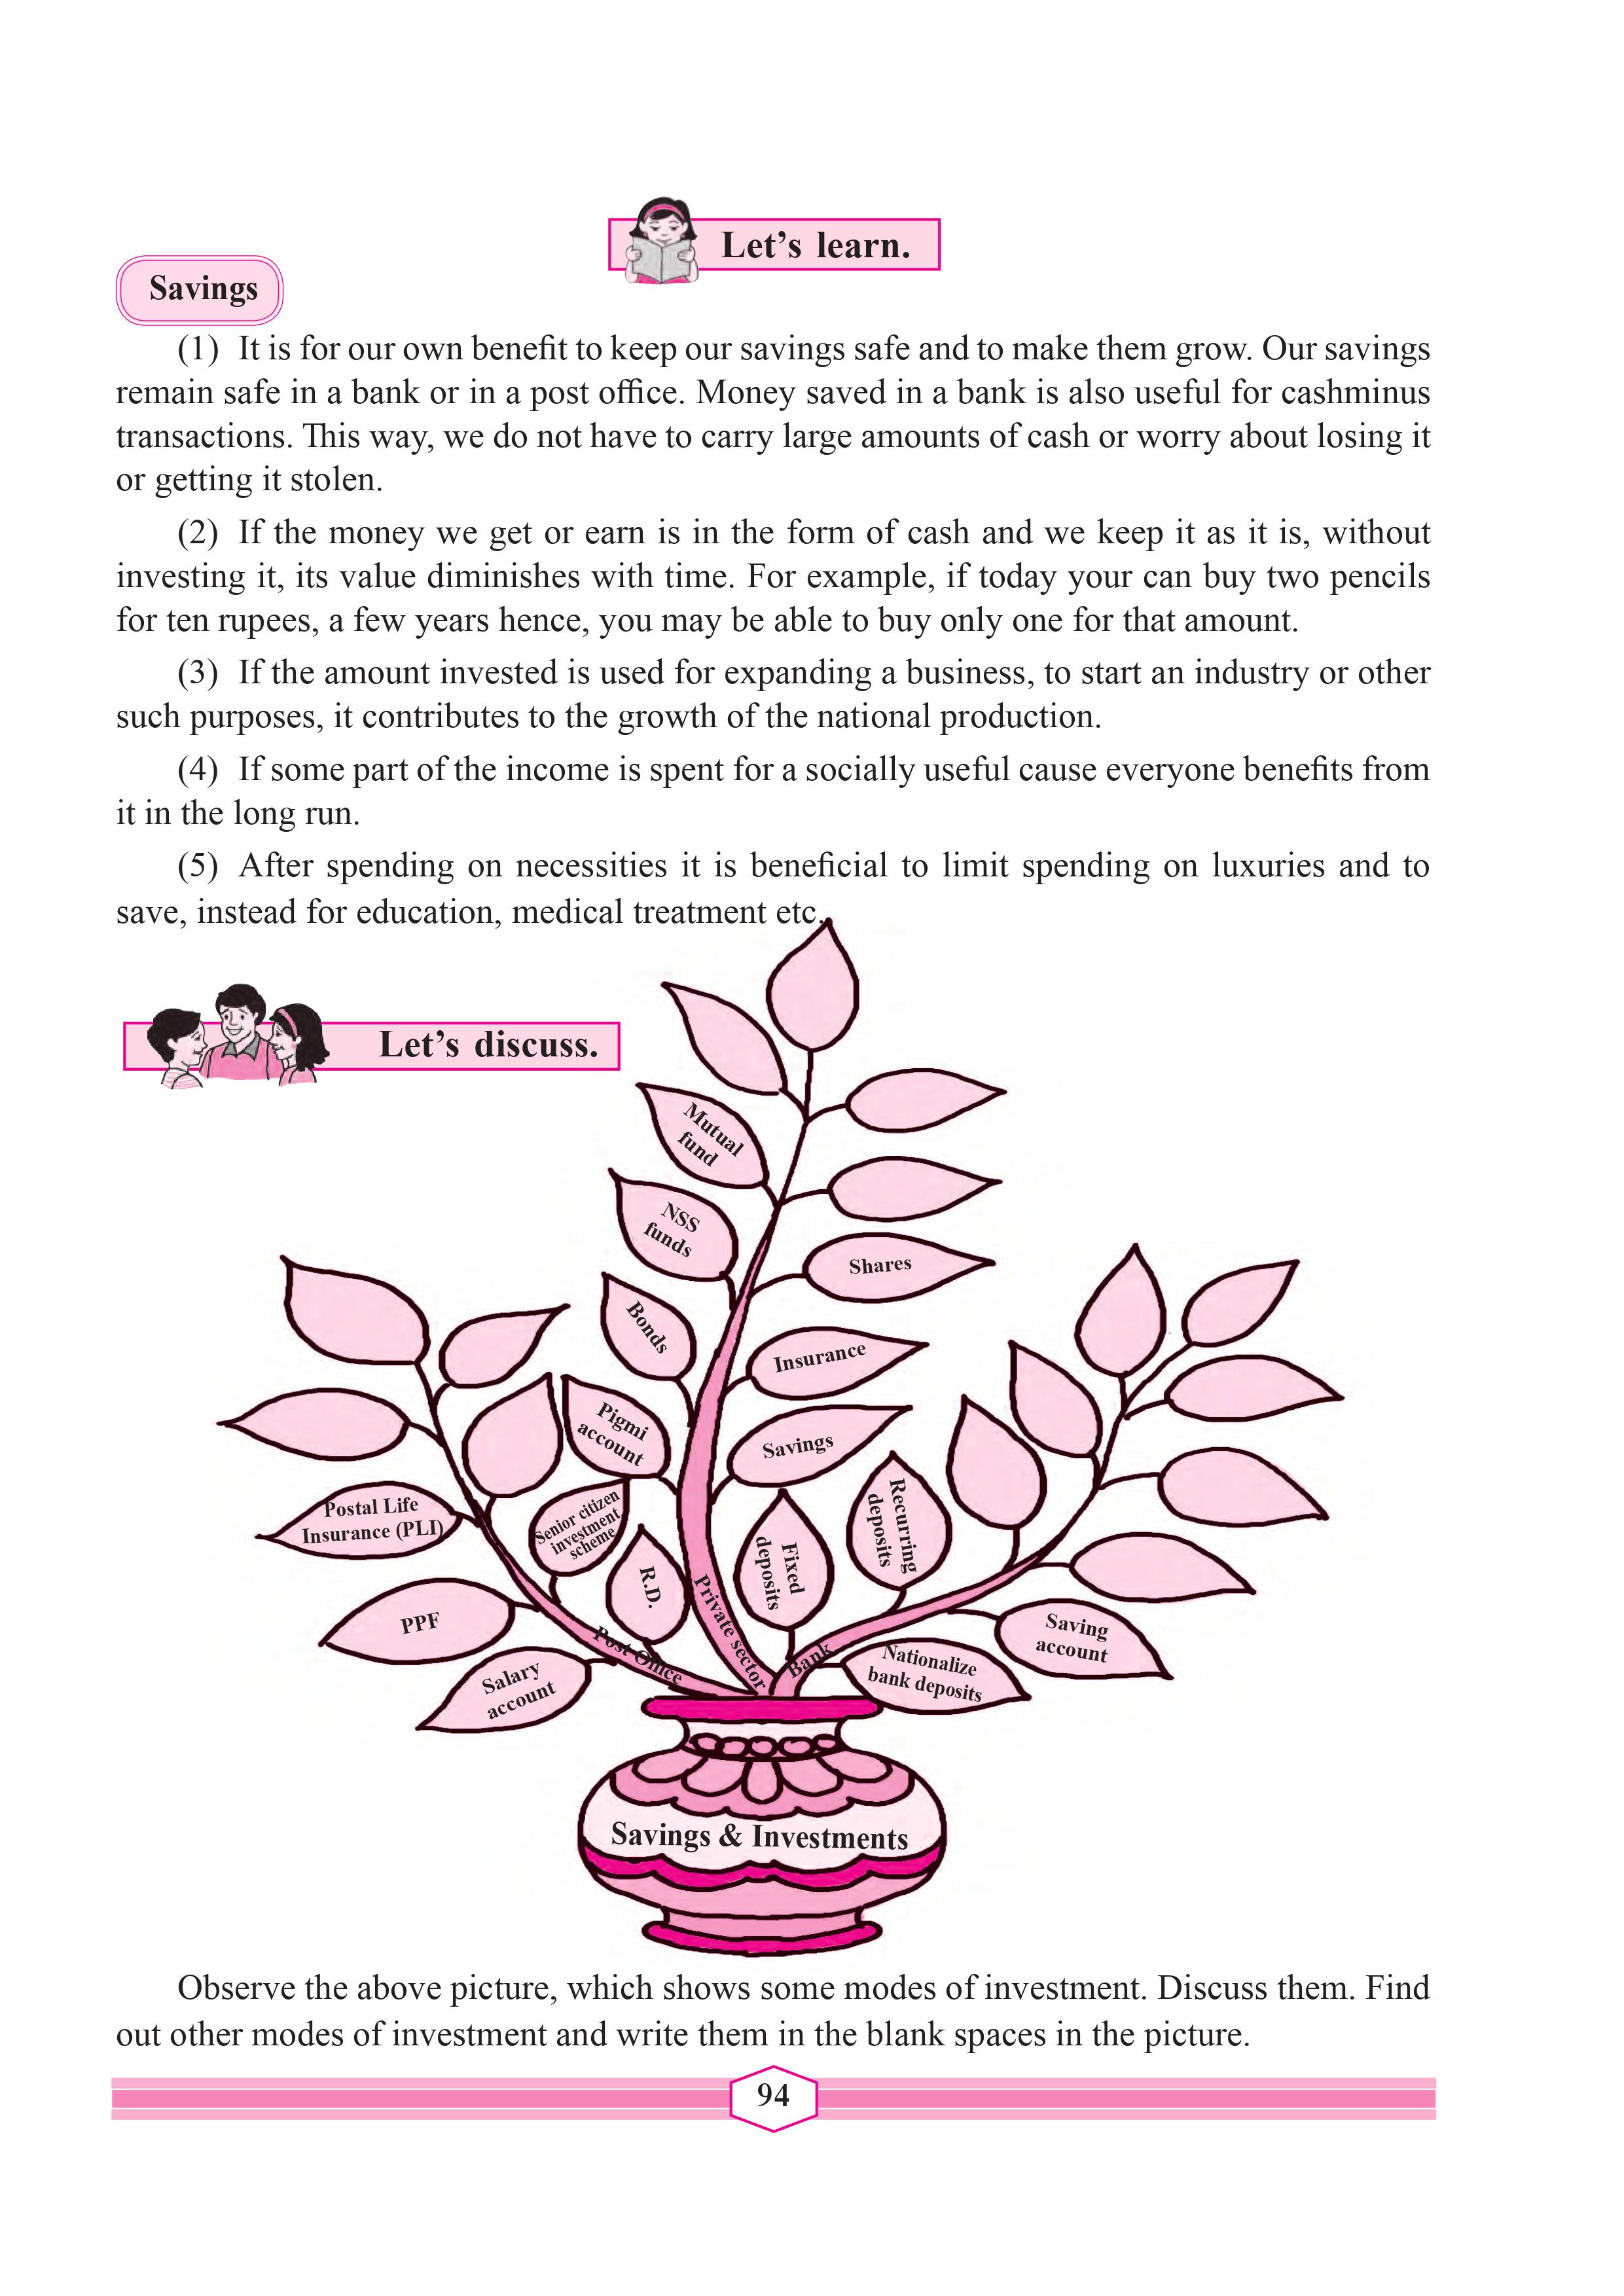 Let’s learn.
Savings
(1) It is for our own benefit to keep our savings safe and to make them grow. Our savings
remain safe in a bank or in a post office. Money saved in a bank is also useful for cashminus
transactions. This way, we do not have to carry large amounts of cash or worry about losing it
or getting it stolen.
(2) If the money we get or earn is in the form of cash and we keep it as it is, without
investing it, its value diminishes with time. For example, if today your can buy two pencils
for ten rupees, a few years hence, you may be able to buy only one for that amount.
(3) If the amount invested is used for expanding a business, to start an industry or other
such purposes, it contributes to the growth of the national production.
(4) If some part of the income is spent for a socially useful cause everyone benefits from
it in the long run.
(5) After spending on necessities it is beneficial to limit spending on luxuries and to
save, instead for education, medical treatment etc.
Let’s discuss.
Mutual
fund
NSS
funds
Shares
Bonds
Insurance
Pigmi
account
Savings
Postal Life
Insurance (PLI)
Senior citizen
investment
scheme
R.D.
Fixed
deposits
Recurring
deposits
PPF
Salary
account
Post Office
Private sector
Bank
Saving
account
Nationalize
bank deposits
Savings & Investments
Observe the above picture, which shows some modes of investment. Discuss them. Find
out other modes of investment and write them in the blank spaces in the picture.
94